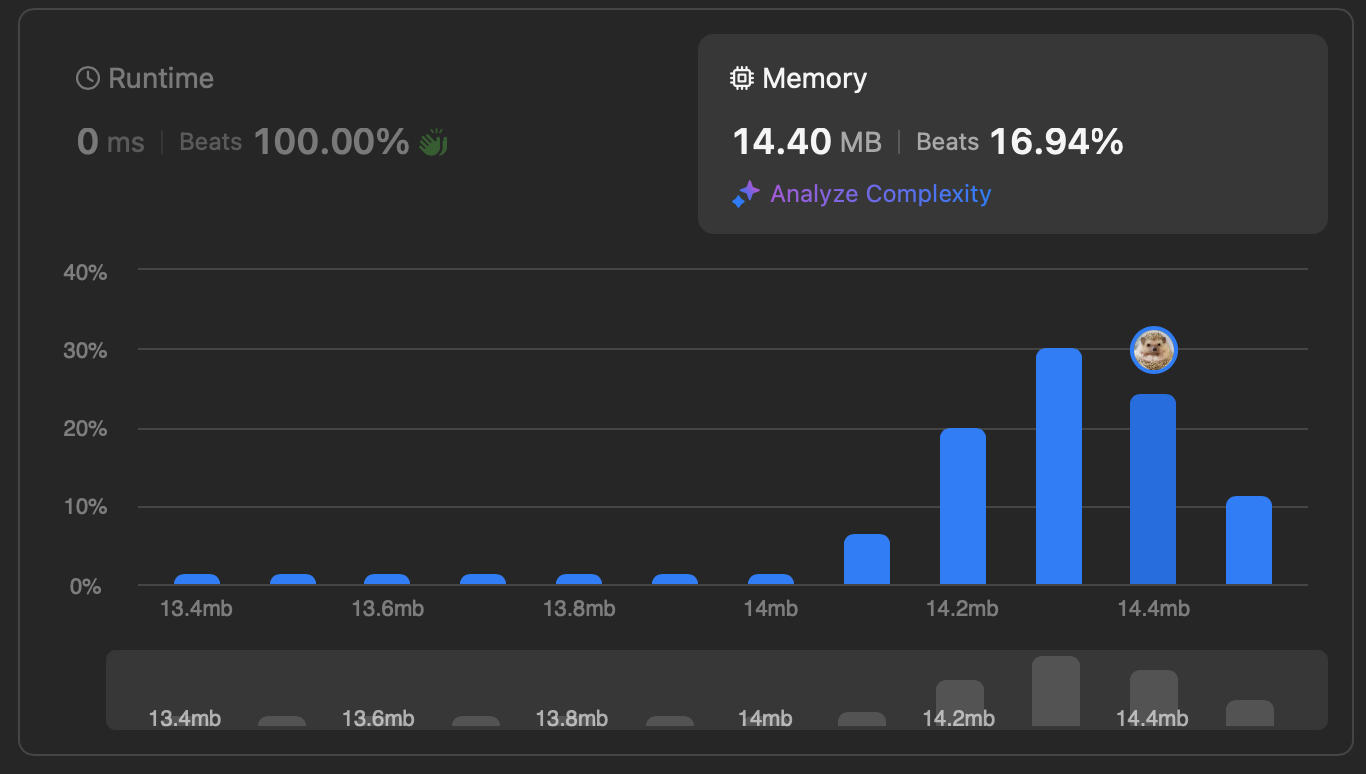 Runtime
0 ms | Beats 100.00%
Memory
14.40 MB | Beats 16.94%
Analyze Complexity
40%
30%
20%
10%
0%
13.4mb 13.6mb 13.8mb 14mb 14.2mb 14.4mb
13.4mb 13.6mb 13.8mb 14mb 14.2mb 14.4mb